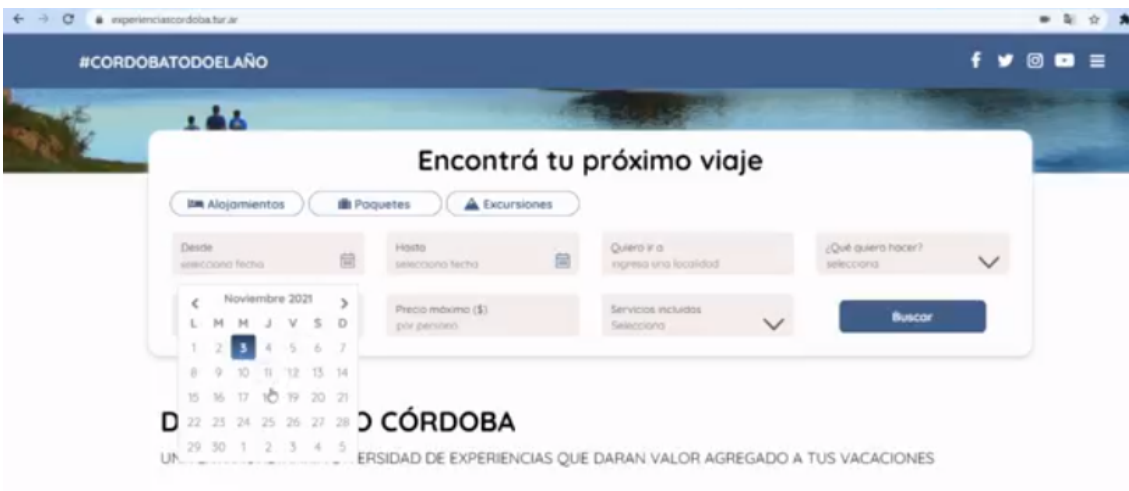 experienciascordoba.tur.ar
#CORDOBATODOELAÑO
Encontrá tu próximo viaje
Alojamientos
Paquetes
Excursiones
Desde
selecciona fecha
Hasta
selecciona fecha
Quiero ir a
ingresa una localidad
¿Qué quiero hacer?
selecciona
Precio máximo ($)
por persona
Servicios incluidos
Selecciona
Buscar
Noviembre 2021
L M M J V S D
1 2 3 4 5 6 7
8 9 10 11 12 13 14
15 16 17 19 20 21
22 23 24 25 26 27 28
29 30 1 2 3 4 5
CÓRDOBA
DE EXPERIENCIAS QUE DARAN VALOR AGREGADO A TUS VACACIONES